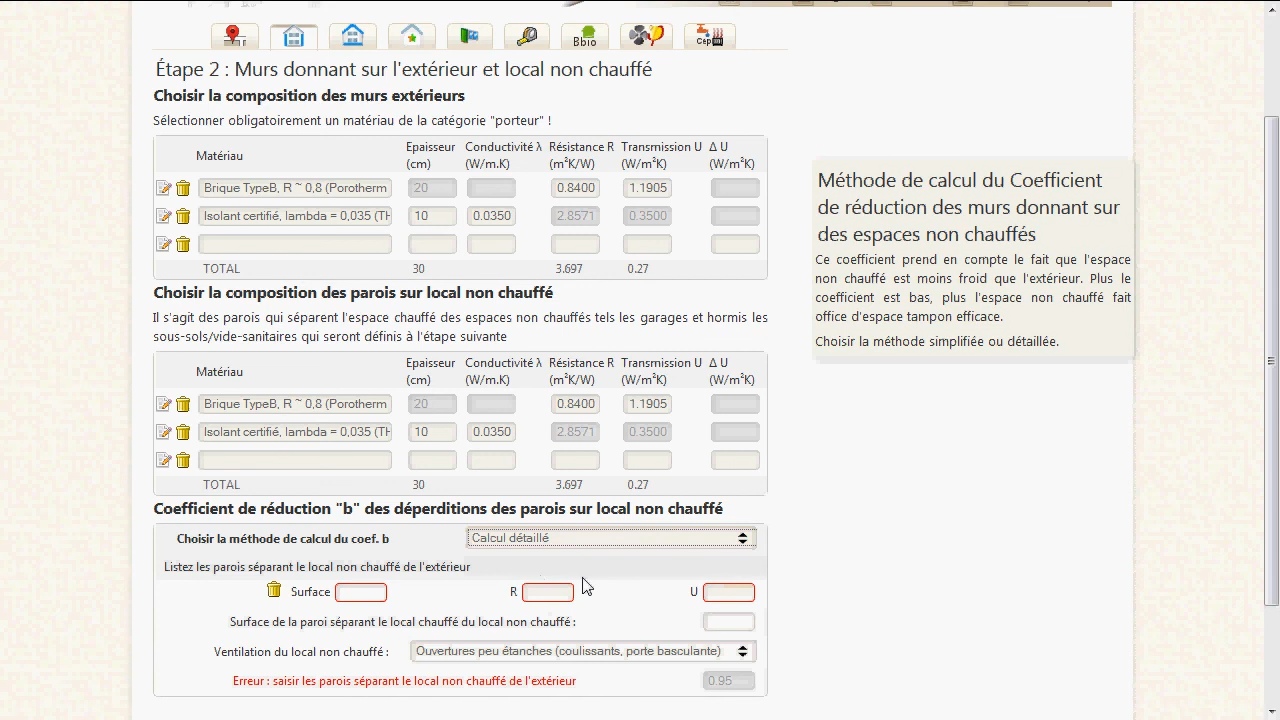 Bbio
Cep
Étape 2 : Murs donnant sur l'extérieur et local non chauffé
Choisir la composition des murs extérieurs
Sélectionner obligatoirement un matériau de la catégorie "porteur" !
Matériau Epaisseur (cm) Conductivité λ (W/m.K) Résistance R (m²K/W) Transmission U (W/m²K) Δ U (W/m²K)
Brique TypeB, R ~ 0,8 (Porotherm 20 0.8400 1.1905
Isolant certifié, lambda = 0,035 (TH 10 0.0350 2.8571 0.3500
TOTAL 30 3.697 0.27
Choisir la composition des parois sur local non chauffé
Il s'agit des parois qui séparent l'espace chauffé des espaces non chauffés tels les garages et hormis les
sous-sols/vide-sanitaires qui seront définis à l'étape suivante
Matériau Epaisseur (cm) Conductivité λ (W/m.K) Résistance R (m²K/W) Transmission U (W/m²K) Δ U (W/m²K)
Brique TypeB, R ~ 0,8 (Porotherm 20 0.8400 1.1905
Isolant certifié, lambda = 0,035 (TH 10 0.0350 2.8571 0.3500
TOTAL 30 3.697 0.27
Coefficient de réduction "b" des déperditions des parois sur local non chauffé
Choisir la méthode de calcul du coef. b Calcul détaillé
Listez les parois séparant le local non chauffé de l'extérieur
Surface R U
Surface de la paroi séparant le local chauffé du local non chauffé :
Ventilation du local non chauffé : Ouvertures peu étanches (coulissants, porte basculante)
Erreur : saisir les parois séparant le local non chauffé de l'extérieur 0.95
Méthode de calcul du Coefficient
de réduction des murs donnant sur
des espaces non chauffés
Ce coefficient prend en compte le fait que l'espace
non chauffé est moins froid que l'extérieur. Plus le
coefficient est bas, plus l'espace non chauffé fait
office d'espace tampon efficace.
Choisir la méthode simplifiée ou détaillée.